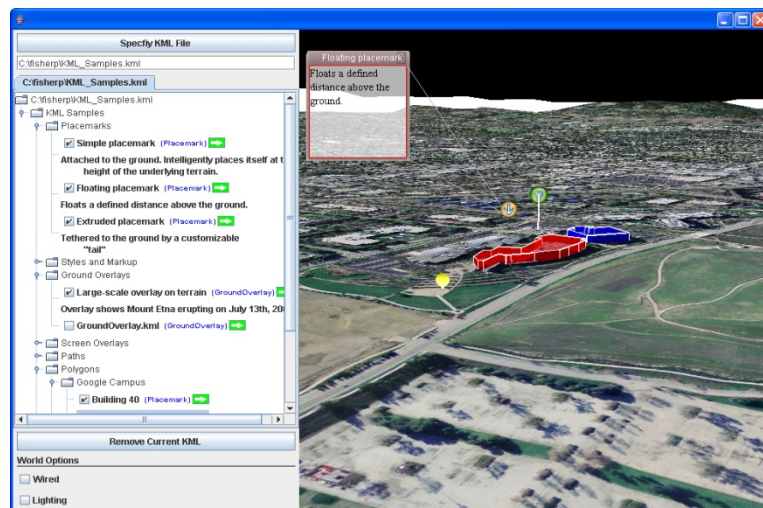 Specfiy KML File
C:\fisherp\KML_Samples.kml
C:\fisherp\KML_Samples.kml
C:\fisherp\KML_Samples.kml
KML Samples
Placemarks
Simple placemark (Placemark)
Attached to the ground. Intelligently places itself at t
height of the underlying terrain.
Floating placemark (Placemark)
Floats a defined distance above the ground.
Extruded placemark (Placemark)
Tethered to the ground by a customizable
"tail"
Styles and Markup
Ground Overlays
Large-scale overlay on terrain (GroundOverlay)
Overlay shows Mount Etna erupting on July 13th, 20
GroundOverlay.kml (GroundOverlay)
Screen Overlays
Paths
Polygons
Google Campus
Building 40 (Placemark)
Remove Current KML
World Options
Wired
Lighting
Floating placemark
Floats a defined
distance above the
ground.